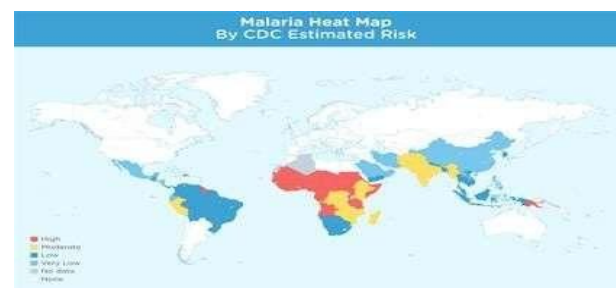 Malaria Heat Map
By CDC Estimated Risk
High
Moderate
Low
Very Low
No data
None